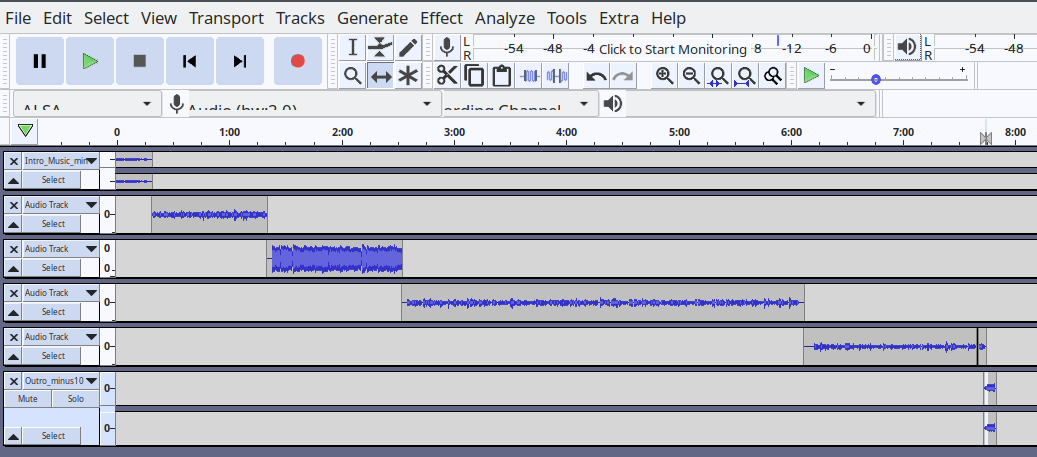 File Edit Select View Transport Tracks Generate Effect Analyze Tools Extra Help
L
R
-54 -48 -4 Click to Start Monitoring 8 -12 -6 0
L
R
-54 -48
- +
ALSA Audio (hw:2,0) ording Channel
0 1:00 2:00 3:00 4:00 5:00 6:00 7:00 8:00
Intro_Music_min
Select
Audio Track
0-
Select
Audio Track
0
0
Select
Audio Track
0-
Select
Audio Track
0-
Select
Outro_minus10
0-
Mute Solo
0-
Select